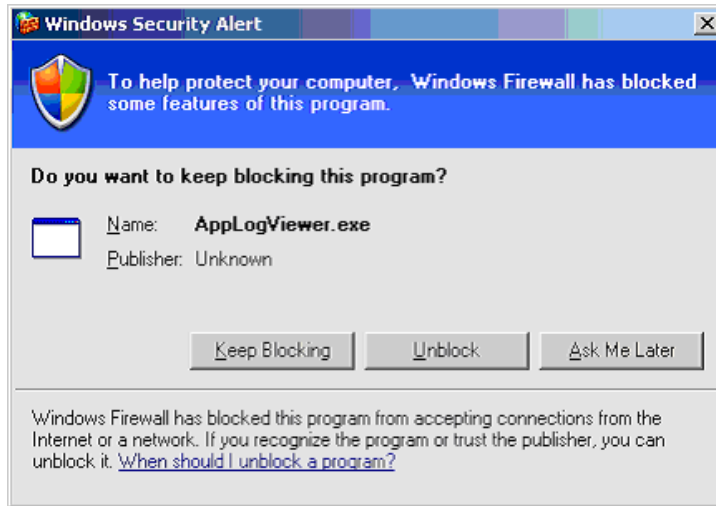 Windows Security Alert
To help protect your computer, Windows Firewall has blocked
some features of this program.
Do you want to keep blocking this program?
Name: AppLogViewer.exe
Publisher: Unknown
Keep Blocking Unblock Ask Me Later
Windows Firewall has blocked this program from accepting connections from the
Internet or a network. If you recognize the program or trust the publisher, you can
unblock it. When should I unblock a program?